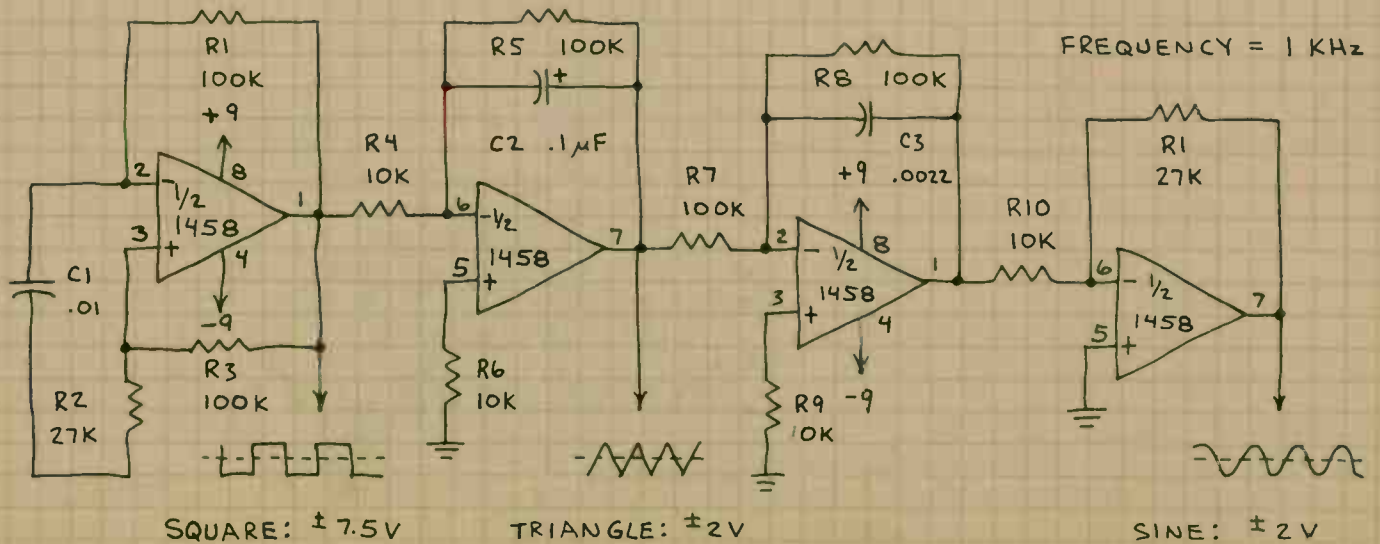 FREQUENCY = 1 KHz
R1
100K
+9
2
-
8
1/2
1458
1
3
+
4
-9
C1
.01
R2
27K
R3
100K
R4
10K
R5 100K
+
C2 .1µF
6
-1/2
1458
7
5
+
R6
10K
R7
100K
R8 100K
C3
.0022
+9
2
-
8
1/2
1458
1
3
+
4
-9
R9
10K
R10
10K
R1
27K
6
-
1/2
1458
7
5
+
SQUARE: ±7.5V
TRIANGLE: ±2V
SINE: ±2V